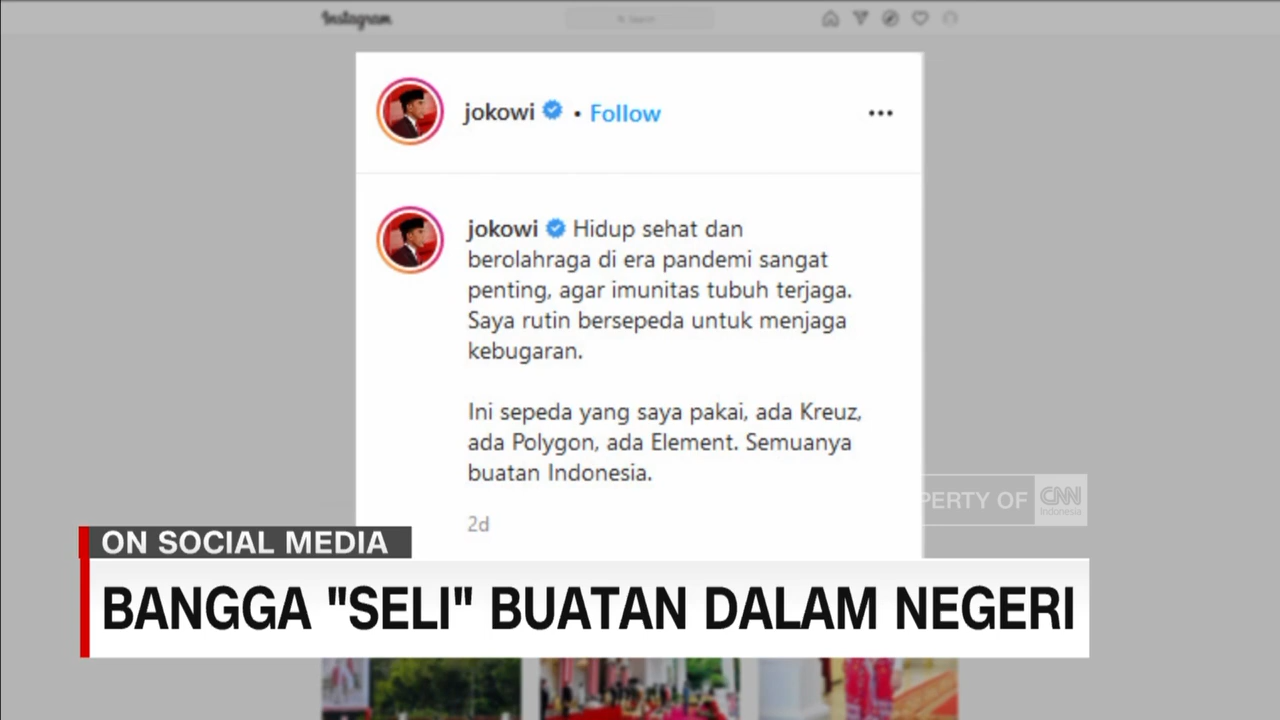 Instagram
Search
jokowi • Follow
jokowi Hidup sehat dan
berolahraga di era pandemi sangat
penting, agar imunitas tubuh terjaga.
Saya rutin bersepeda untuk menjaga
kebugaran.
Ini sepeda yang saya pakai, ada Kreuz,
ada Polygon, ada Element. Semuanya
buatan Indonesia.
2d
PERTY OF CNN
Indonesia
ON SOCIAL MEDIA
BANGGA "SELI" BUATAN DALAM NEGERI